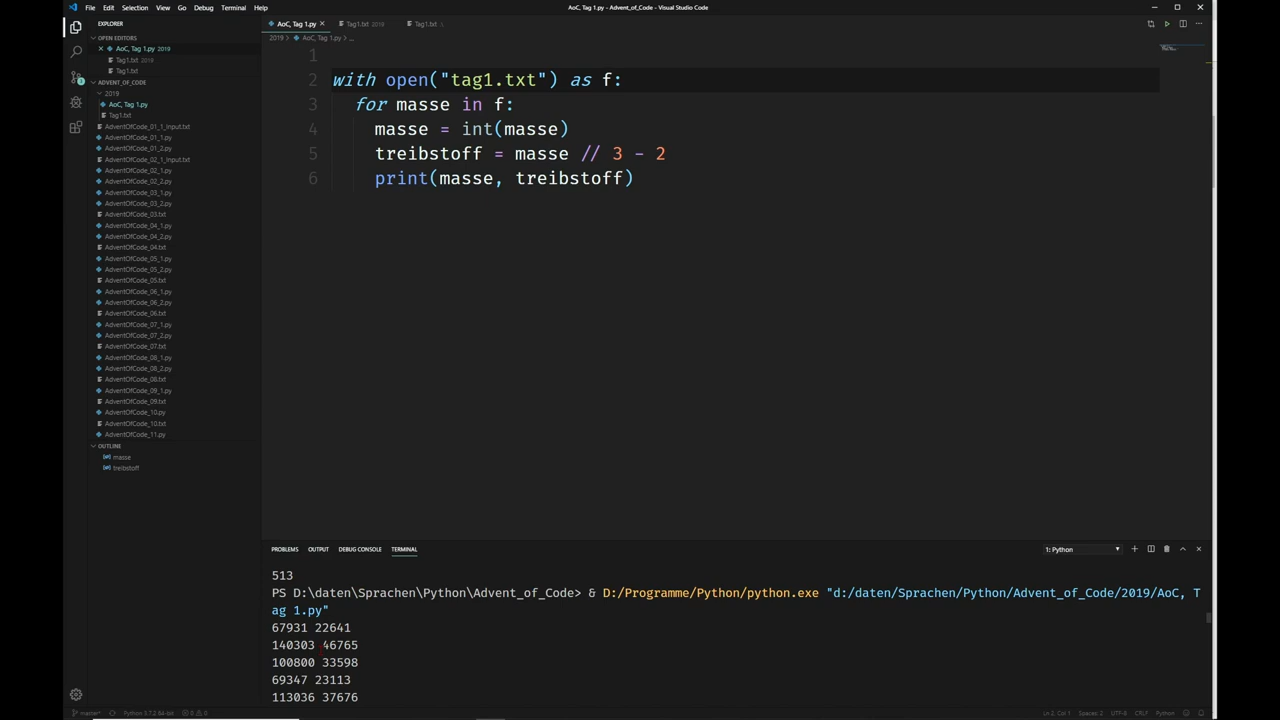 File Edit Selection View Go Debug Terminal Help
AoC, Tag 1.py - Advent_of_Code - Visual Studio Code
EXPLORER
AoC, Tag 1.py
Tag1.txt 2019
Tag1.txt
2019 > AoC, Tag 1.py > ...
OPEN EDITORS
AoC, Tag 1.py 2019
Tag1.txt 2019
Tag1.txt
ADVENT_OF_CODE
2019
AoC, Tag 1.py
Tag1.txt
AdventOfCode_01_1_Input.txt
AdventOfCode_01_1.py
AdventOfCode_01_2.py
AdventOfCode_02_1_Input.txt
AdventOfCode_02_1.py
AdventOfCode_02_2.py
AdventOfCode_03_1.py
AdventOfCode_03_2.py
AdventOfCode_03.txt
AdventOfCode_04_1.py
AdventOfCode_04_2.py
AdventOfCode_04.txt
AdventOfCode_05_1.py
AdventOfCode_05_2.py
AdventOfCode_05.txt
AdventOfCode_06_1.py
AdventOfCode_06_2.py
AdventOfCode_06.txt
AdventOfCode_07_1.py
AdventOfCode_07_2.py
AdventOfCode_07.txt
AdventOfCode_08_1.py
AdventOfCode_08_2.py
AdventOfCode_08.txt
AdventOfCode_09_1.py
AdventOfCode_09.txt
AdventOfCode_10.py
AdventOfCode_10.txt
AdventOfCode_11.py
OUTLINE
masse
treibstoff
1
2 with open("tag1.txt") as f:
3 for masse in f:
4 masse = int(masse)
5 treibstoff = masse // 3 - 2
6 print(masse, treibstoff)
PROBLEMS OUTPUT DEBUG CONSOLE TERMINAL
1: Python
513
PS D:\daten\Sprachen\Python\Advent_of_Code> & D:/Programme/Python/python.exe "d:/daten/Sprachen/Python/Advent_of_Code/2019/AoC, T
ag 1.py"
67931 22641
140303 46765
100800 33598
69347 23113
113036 37676
master* Python 3.7.2 64-bit 0 0
Ln 2, Col 1 Spaces: 2 UTF-8 CRLF Python